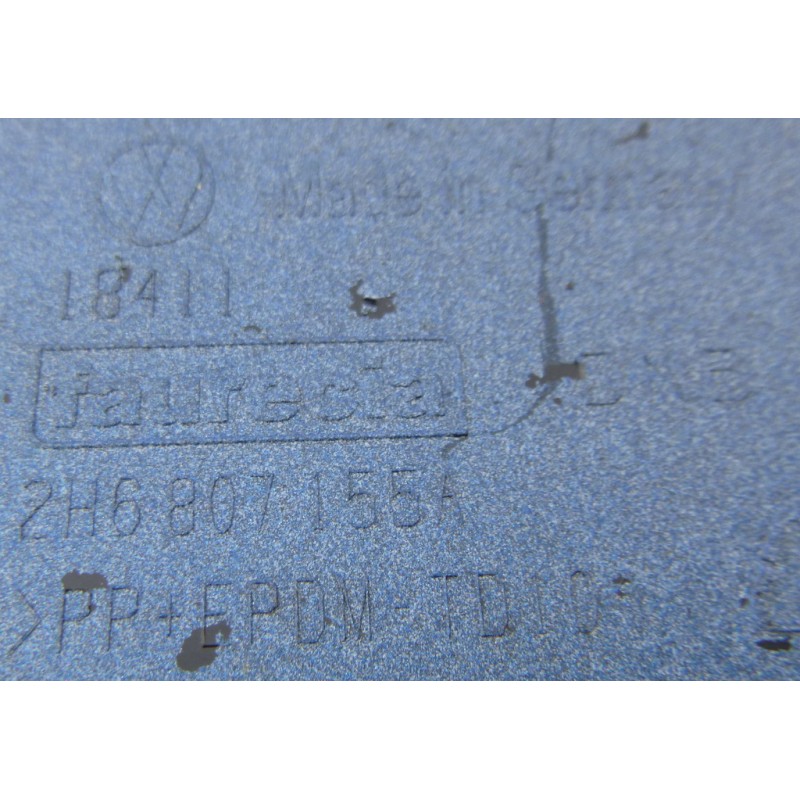 Made in Germany
18411
faurecia
2H6 807 155A
>PP+EPDM-TD10